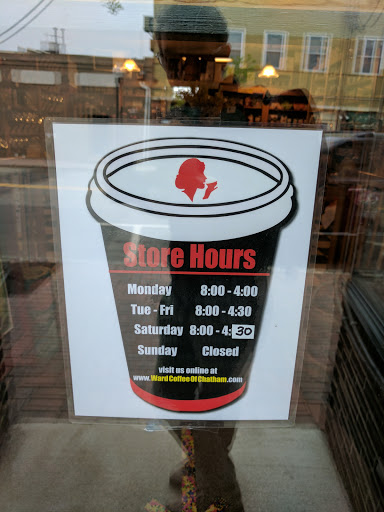 Store Hours
Monday 8:00 - 4:00
Tue - Fri 8:00 - 4:30
Saturday 8:00 - 4:30
Sunday Closed
visit us online at
www.WardCoffeeOfChatham.com